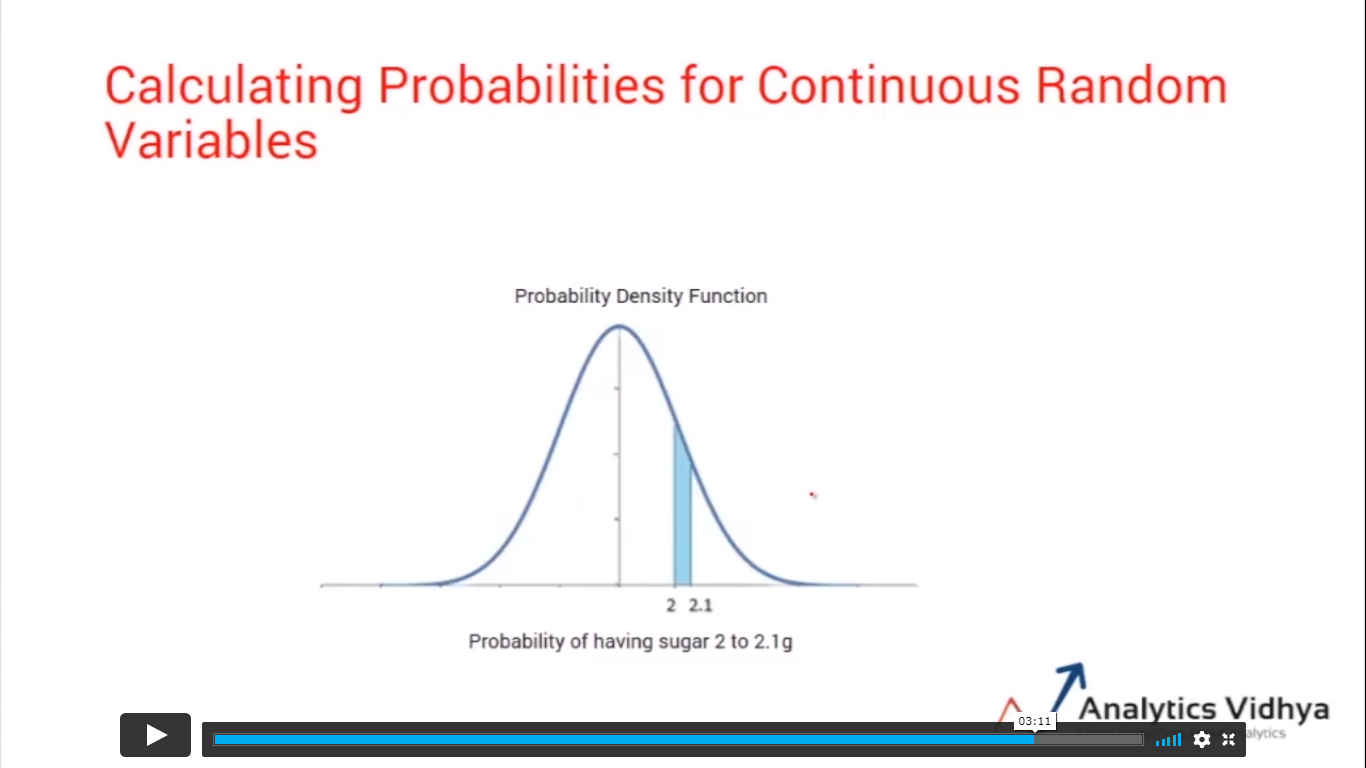 Calculating Probabilities for Continuous Random
Variables
Probability Density Function
2 2.1
Probability of having sugar 2 to 2.1g
Analytics Vidhya
alytics
03:11